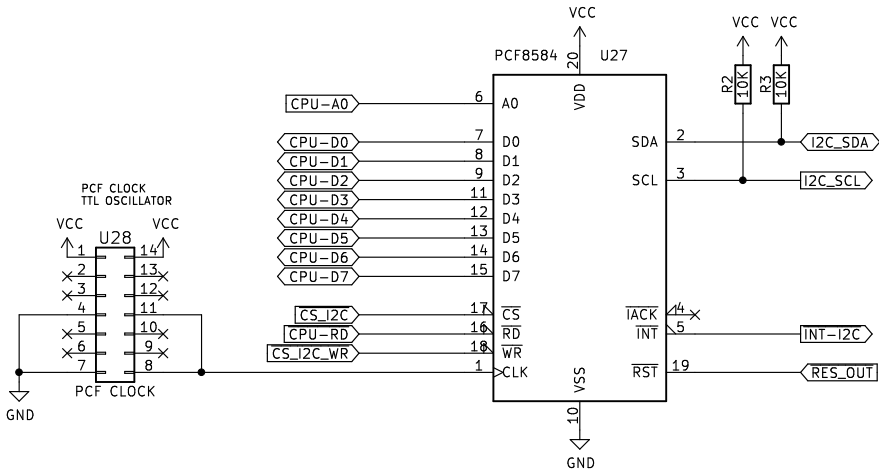 VCC
VCC VCC
PCF8584 U27
20
VDD
R2 10K
R3 10K
CPU-A0 6 A0
CPU-D0 7 D0 SDA 2 I2C_SDA
CPU-D1 8 D1
CPU-D2 9 D2 SCL 3 I2C_SCL
CPU-D3 11 D3
CPU-D4 12 D4
CPU-D5 13 D5
CPU-D6 14 D6
CPU-D7 15 D7
PCF CLOCK
TTL OSCILLATOR
VCC VCC
U28
1 14
2 13
3 12
4 11
5 10
6 9
7 8
PCF CLOCK
GND
CS_I2C 17 CS IACK 4
CPU-RD 16 RD INT 5 INT-I2C
CS_I2C_WR 18 WR
1 CLK RST 19 RES_OUT
VSS
10
GND